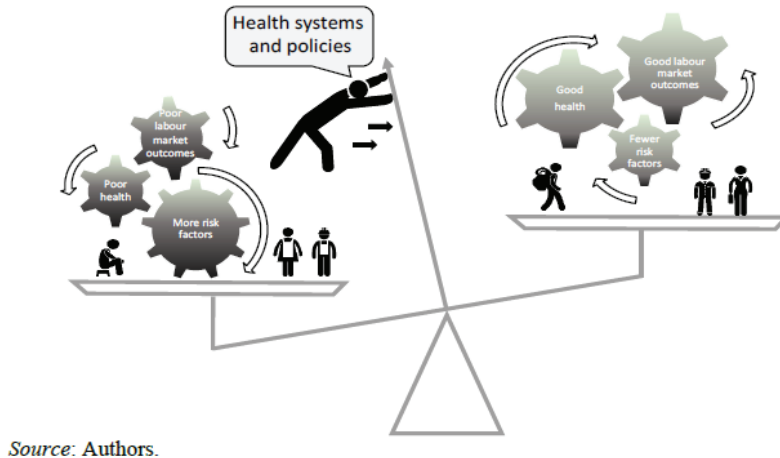 Health systems
and policies
Poor
labour
market
outcomes
Poor
health
More risk
factors
Good
health
Good labour
market
outcomes
Fewer
risk
factors
Source: Authors.